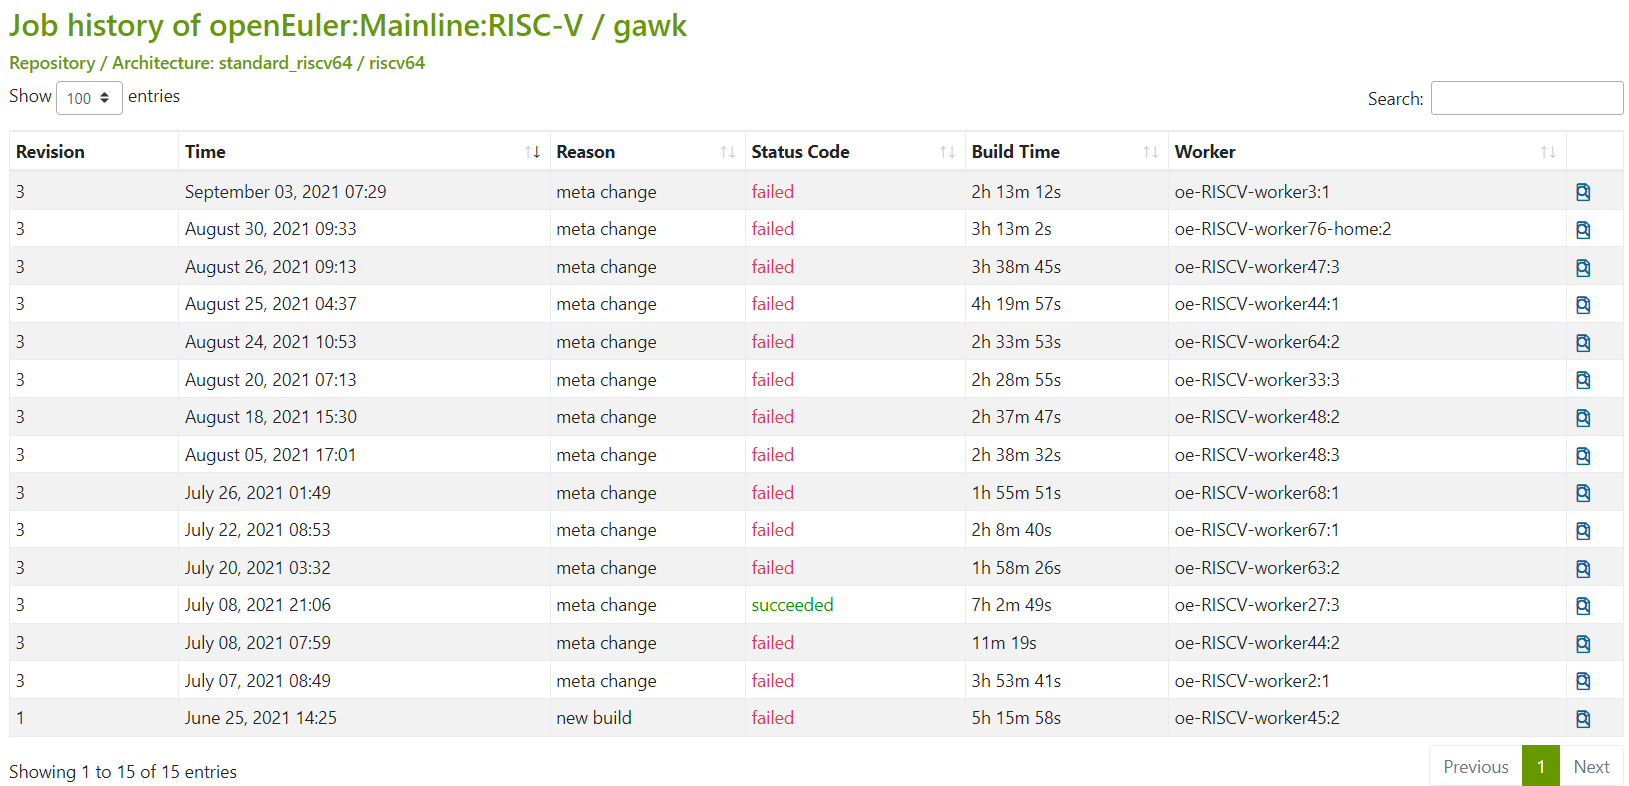 Job history of openEuler:Mainline:RISC-V / gawk
Repository / Architecture: standard_riscv64 / riscv64
Show 100 entries Search:
Revision Time Reason Status Code Build Time Worker
3 September 03, 2021 07:29 meta change failed 2h 13m 12s oe-RISCV-worker3:1
3 August 30, 2021 09:33 meta change failed 3h 13m 2s oe-RISCV-worker76-home:2
3 August 26, 2021 09:13 meta change failed 3h 38m 45s oe-RISCV-worker47:3
3 August 25, 2021 04:37 meta change failed 4h 19m 57s oe-RISCV-worker44:1
3 August 24, 2021 10:53 meta change failed 2h 33m 53s oe-RISCV-worker64:2
3 August 20, 2021 07:13 meta change failed 2h 28m 55s oe-RISCV-worker33:3
3 August 18, 2021 15:30 meta change failed 2h 37m 47s oe-RISCV-worker48:2
3 August 05, 2021 17:01 meta change failed 2h 38m 32s oe-RISCV-worker48:3
3 July 26, 2021 01:49 meta change failed 1h 55m 51s oe-RISCV-worker68:1
3 July 22, 2021 08:53 meta change failed 2h 8m 40s oe-RISCV-worker67:1
3 July 20, 2021 03:32 meta change failed 1h 58m 26s oe-RISCV-worker63:2
3 July 08, 2021 21:06 meta change succeeded 7h 2m 49s oe-RISCV-worker27:3
3 July 08, 2021 07:59 meta change failed 11m 19s oe-RISCV-worker44:2
3 July 07, 2021 08:49 meta change failed 3h 53m 41s oe-RISCV-worker2:1
1 June 25, 2021 14:25 new build failed 5h 15m 58s oe-RISCV-worker45:2
Showing 1 to 15 of 15 entries Previous 1 Next